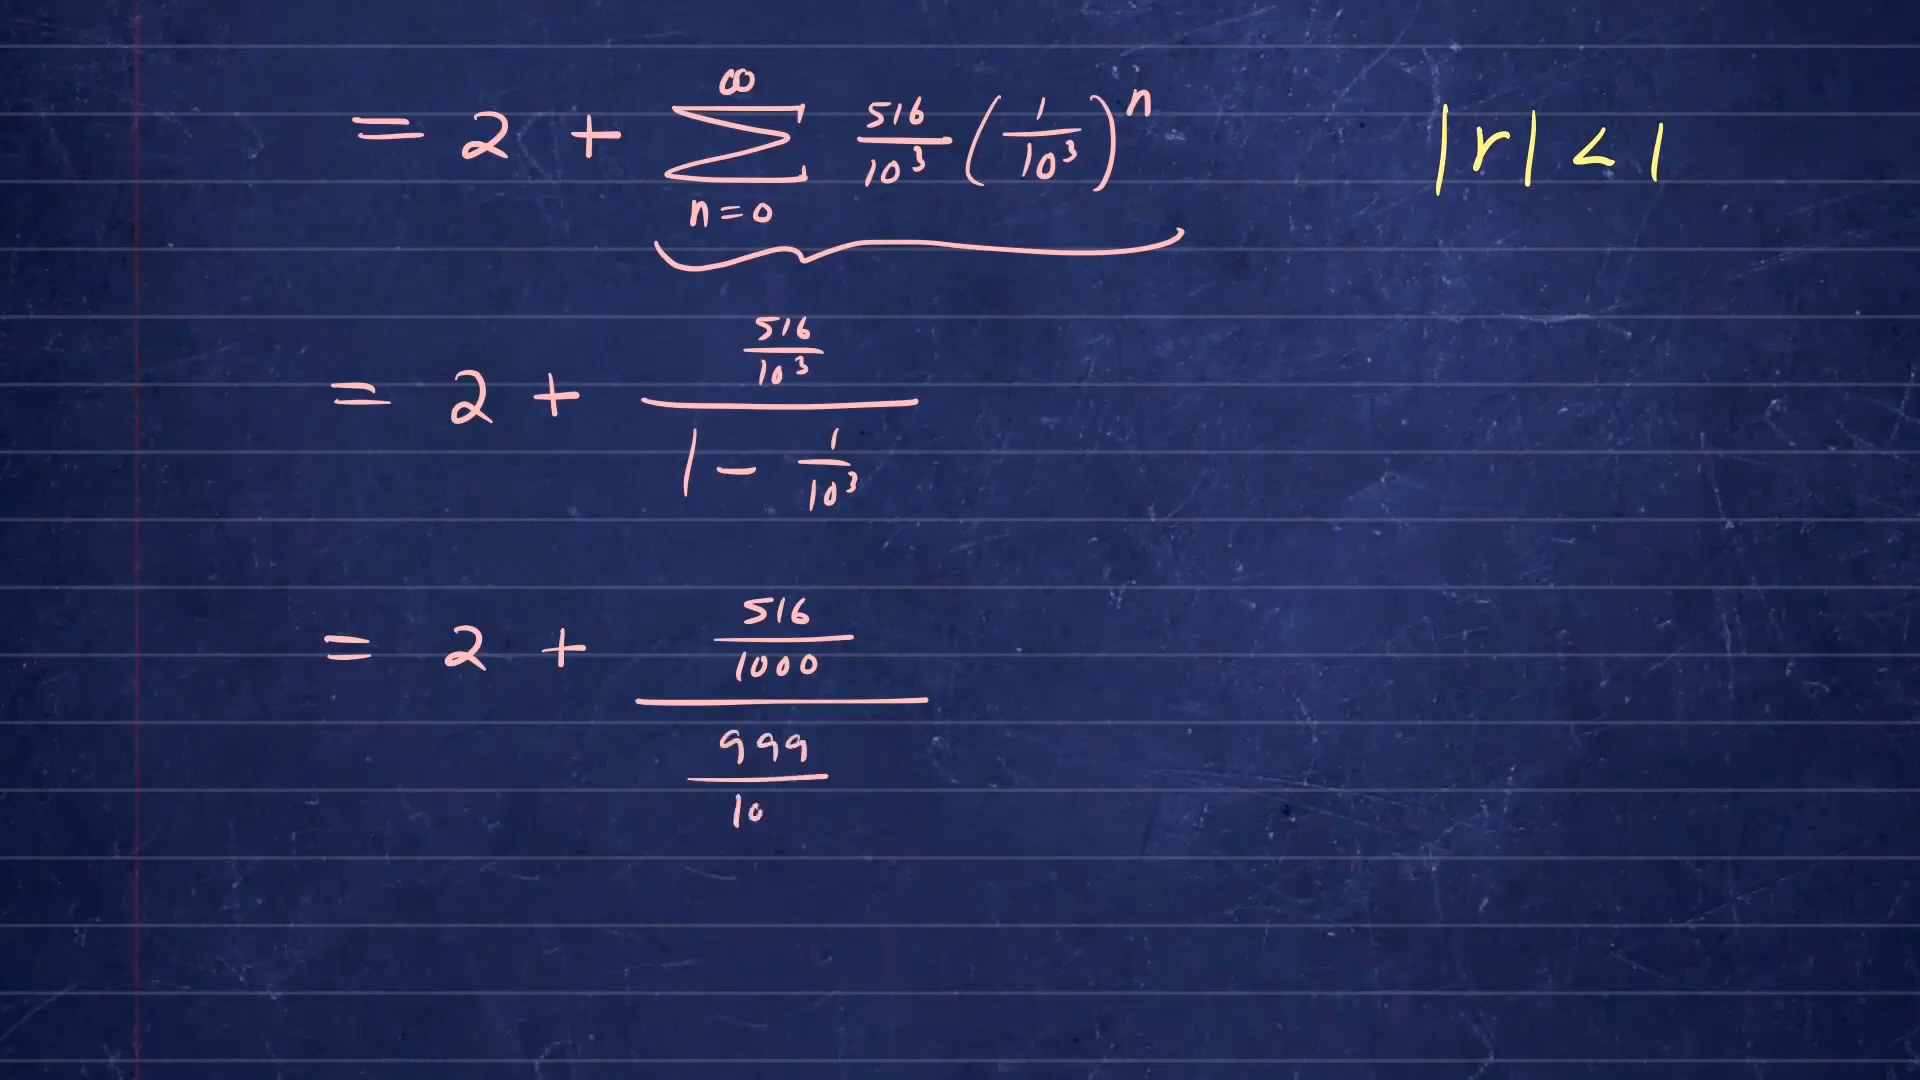 = 2 + ∞ ∑ n=0 516/10³ (1/10³)ⁿ |r| < 1
= 2 + (516/10³)/(1 − 1/10³)
= 2 + (516/1000)/(999/10